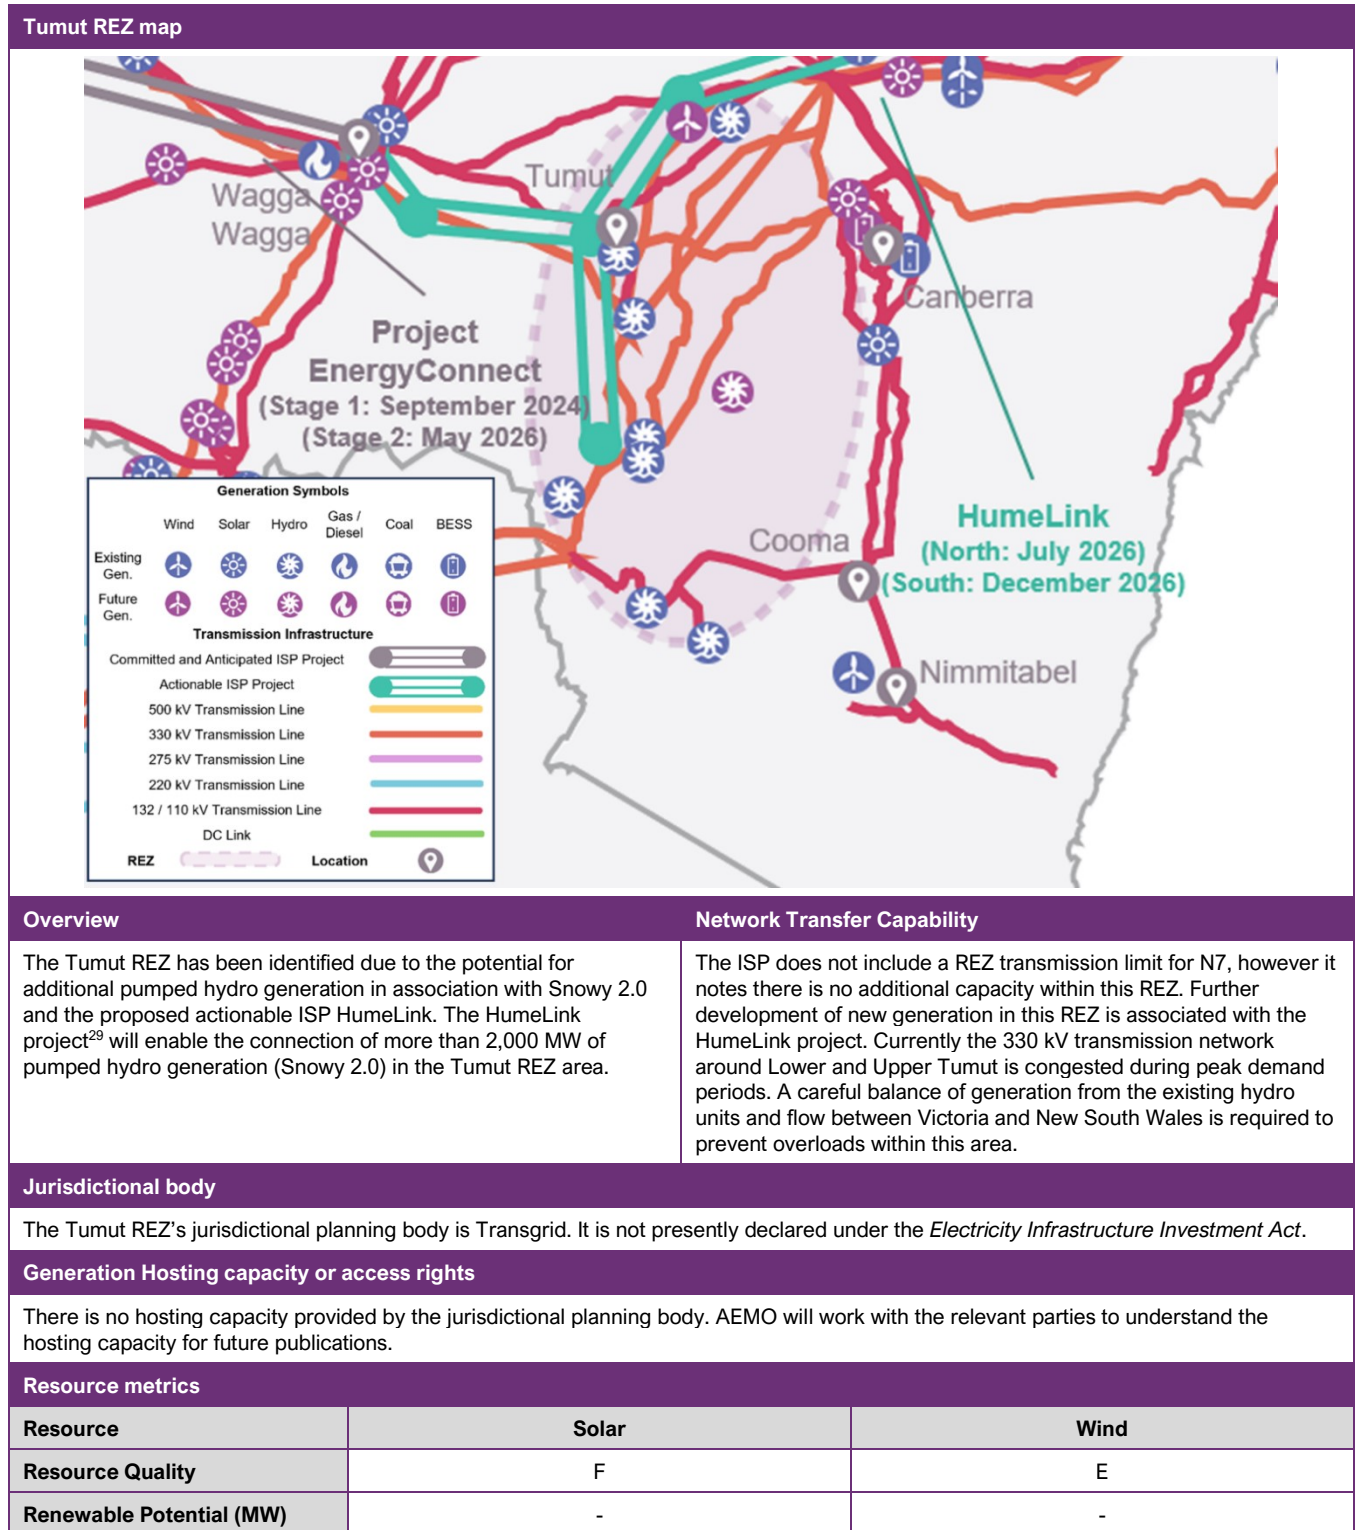 Tumut REZ map
Tumut
Wagga
Wagga
Canberra
Project
EnergyConnect
(Stage 1: September 2024)
(Stage 2: May 2026)
HumeLink
(North: July 2026)
(South: December 2026)
Cooma
Nimmitabel
Generation Symbols
Wind Solar Hydro Gas / Diesel Coal BESS
Existing
Gen.
Future
Gen.
Transmission Infrastructure
Committed and Anticipated ISP Project
Actionable ISP Project
500 kV Transmission Line
330 kV Transmission Line
275 kV Transmission Line
220 kV Transmission Line
132 / 110 kV Transmission Line
DC Link
REZ Location
Overview
The Tumut REZ has been identified due to the potential for
additional pumped hydro generation in association with Snowy 2.0
and the proposed actionable ISP HumeLink. The HumeLink
project29 will enable the connection of more than 2,000 MW of
pumped hydro generation (Snowy 2.0) in the Tumut REZ area.
Network Transfer Capability
The ISP does not include a REZ transmission limit for N7, however it
notes there is no additional capacity within this REZ. Further
development of new generation in this REZ is associated with the
HumeLink project. Currently the 330 kV transmission network
around Lower and Upper Tumut is congested during peak demand
periods. A careful balance of generation from the existing hydro
units and flow between Victoria and New South Wales is required to
prevent overloads within this area.
Jurisdictional body
The Tumut REZ's jurisdictional planning body is Transgrid. It is not presently declared under the Electricity Infrastructure Investment Act.
Generation Hosting capacity or access rights
There is no hosting capacity provided by the jurisdictional planning body. AEMO will work with the relevant parties to understand the
hosting capacity for future publications.
Resource metrics
Resource Solar Wind
Resource Quality F E
Renewable Potential (MW) - -